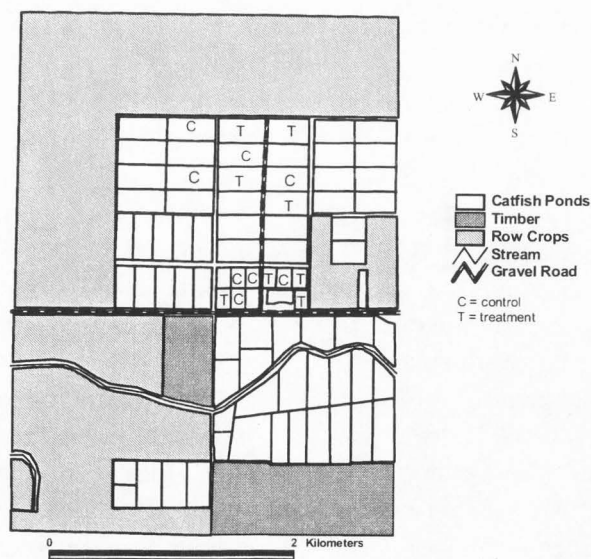 N
W E
S
C T T
C
C T C
T
C C T C T
T C T
Catfish Ponds
Timber
Row Crops
Stream
Gravel Road
C = control
T = treatment
0 2 Kilometers